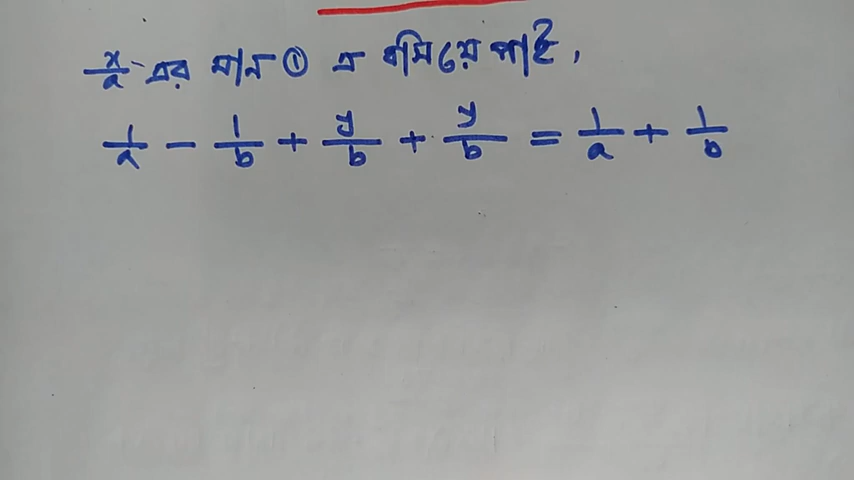 x/a -এর মান ① এ বসিয়ে পাই,
1/a - 1/b + y/b + y/b = 1/a + 1/b